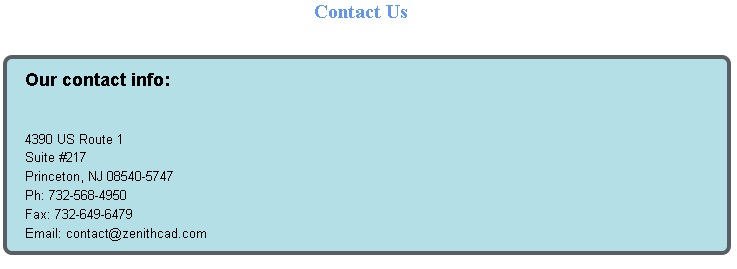 Contact Us
Our contact info:
4390 US Route 1
Suite #217
Princeton, NJ 08540-5747
Ph: 732-568-4950
Fax: 732-649-6479
Email: contact@zenithcad.com